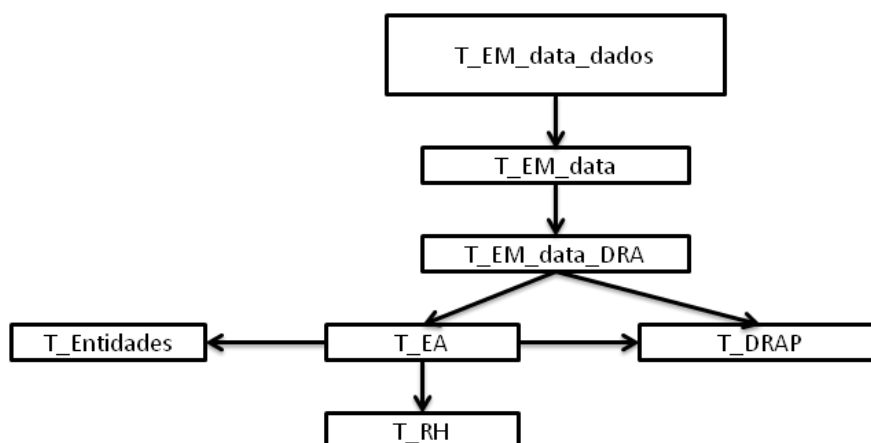 T_EM_data_dados
T_EM_data
T_EM_data_DRA
T_Entidades
T_EA
T_DRAP
T_RH